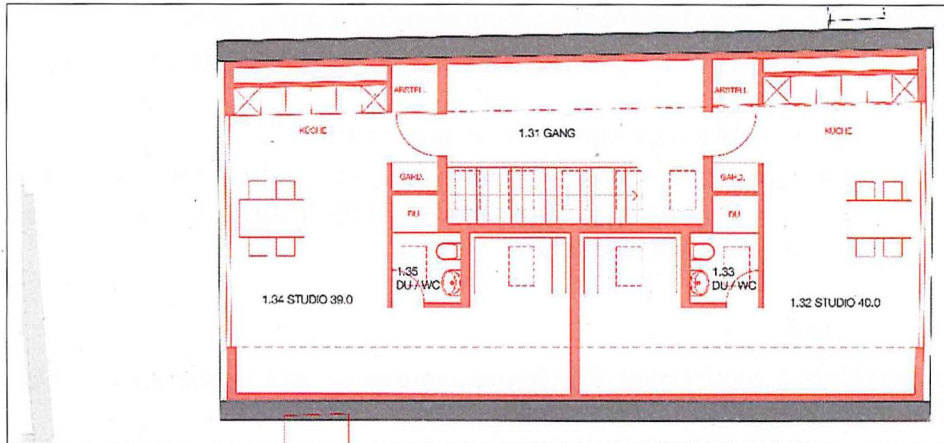 ABSTELL.
ABSTELL.
KÜCHE
1.31 GANG
KÜCHE
GARD.
GARD.
DU
DU
1.35
DU / WC
1.33
DU / WC
1.34 STUDIO 39.0
1.32 STUDIO 40.0